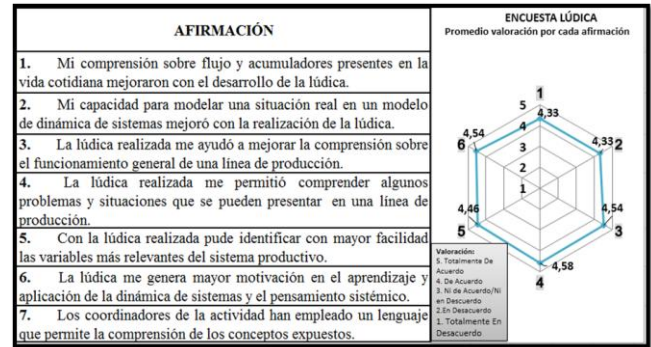 AFIRMACIÓN
1. Mi comprensión sobre flujo y acumuladores presentes en la
vida cotidiana mejoraron con el desarrollo de la lúdica.
2. Mi capacidad para modelar una situación real en un modelo
de dinámica de sistemas mejoró con la realización de la lúdica.
3. La lúdica realizada me ayudó a mejorar la comprensión sobre
el funcionamiento general de una línea de producción.
4. La lúdica realizada me permitió comprender algunos
problemas y situaciones que se pueden presentar en una línea de
producción.
5. Con la lúdica realizada pude identificar con mayor facilidad
las variables más relevantes del sistema productivo.
6. La lúdica me genera mayor motivación en el aprendizaje y
aplicación de la dinámica de sistemas y el pensamiento sistémico.
7. Los coordinadores de la actividad han empleado un lenguaje
que permite la comprensión de los conceptos expuestos.
ENCUESTA LÚDICA
Promedio valoración por cada afirmación
1
5
4,33
4
4,54
6
4,33
2
3
2
1
4,46
5
4,54
3
4,58
4
Valoración:
5. Totalmente De
Acuerdo
4. De Acuerdo
3. Ni de Acuerdo/Ni
en Descuerdo
2.En Desacuerdo
1. Totalmente En
Desacuerdo